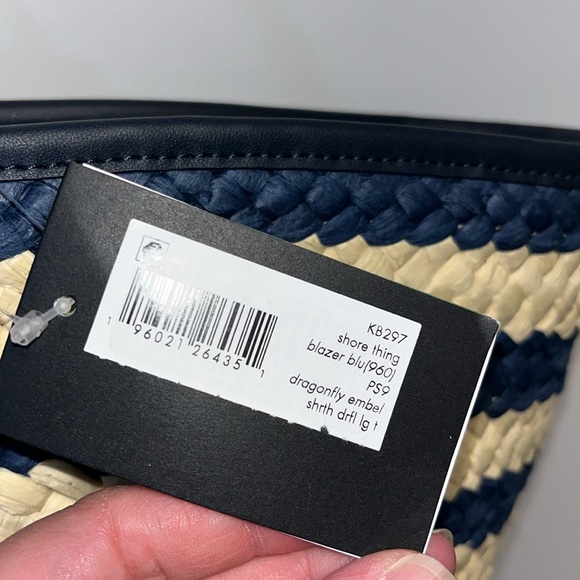 KB297
shore thing
blazer blu(960)
PS9
dragonfly embel
shrth drfl lg t
1 96021 26435 1